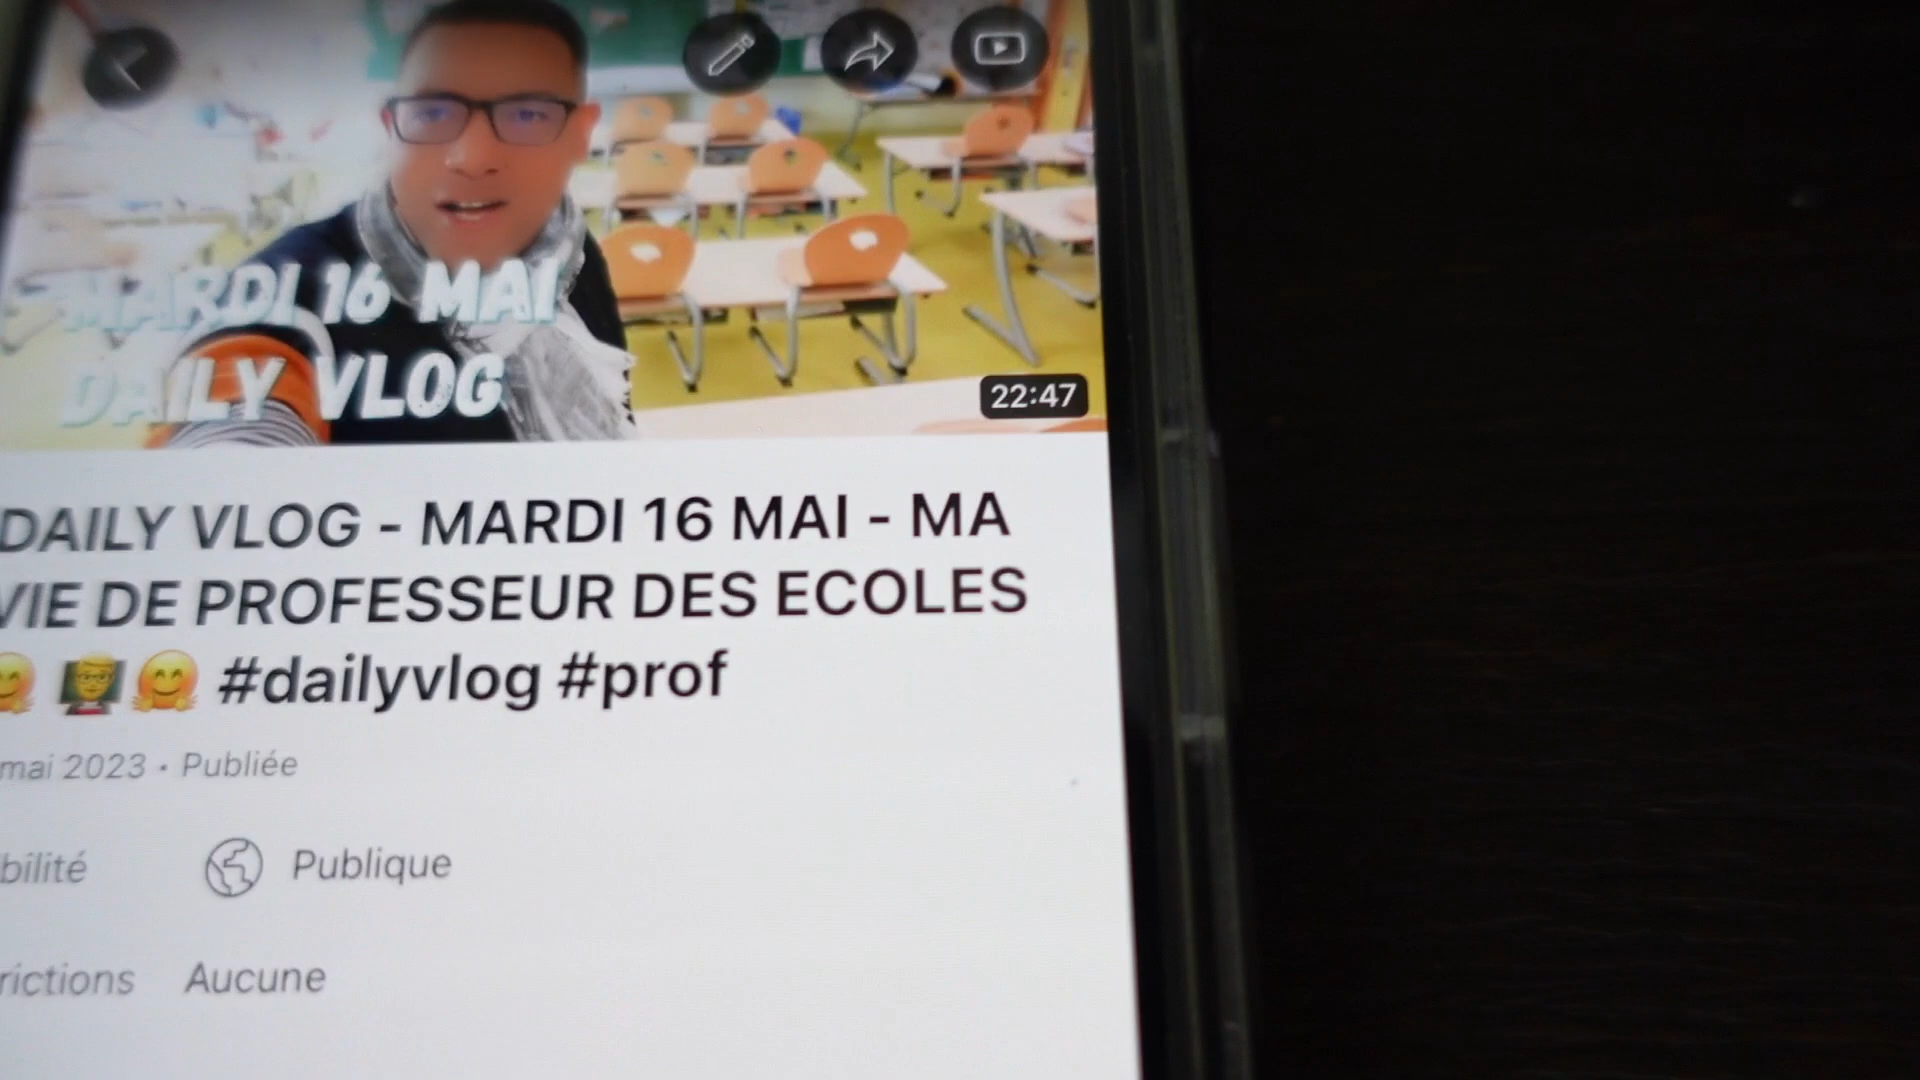 MARDI 16 MAI
DAILY VLOG
22:47
DAILY VLOG - MARDI 16 MAI - MA
VIE DE PROFESSEUR DES ECOLES
#dailyvlog #prof
mai 2023 • Publiée
bilité Publique
rictions Aucune